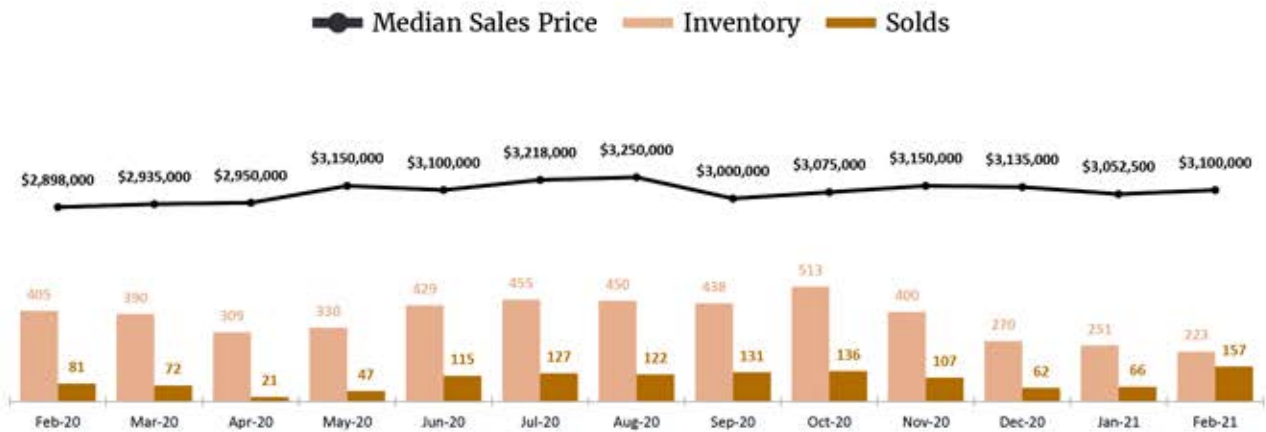 Median Sales Price Inventory Solds
$2,898,000 $2,935,000 $2,950,000 $3,150,000 $3,100,000 $3,218,000 $3,250,000 $3,000,000 $3,075,000 $3,150,000 $3,135,000 $3,052,500 $3,100,000
405 390 309 330 429 455 450 438 513 400 270 251 223
81 72 21 47 115 127 122 131 136 107 62 66 157
Feb-20 Mar-20 Apr-20 May-20 Jun-20 Jul-20 Aug-20 Sep-20 Oct-20 Nov-20 Dec-20 Jan-21 Feb-21